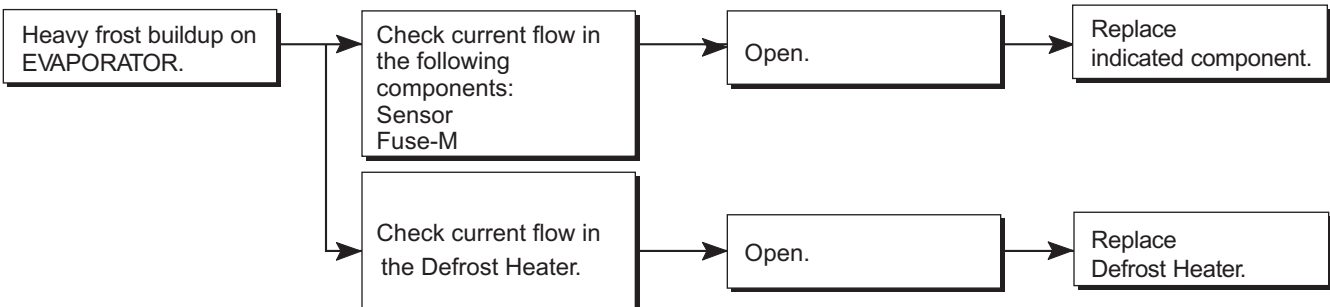 Heavy frost buildup on
EVAPORATOR.
Check current flow in
the following
components:
Sensor
Fuse-M
Open.
Replace
indicated component.
Check current flow in
the Defrost Heater.
Open.
Replace
Defrost Heater.